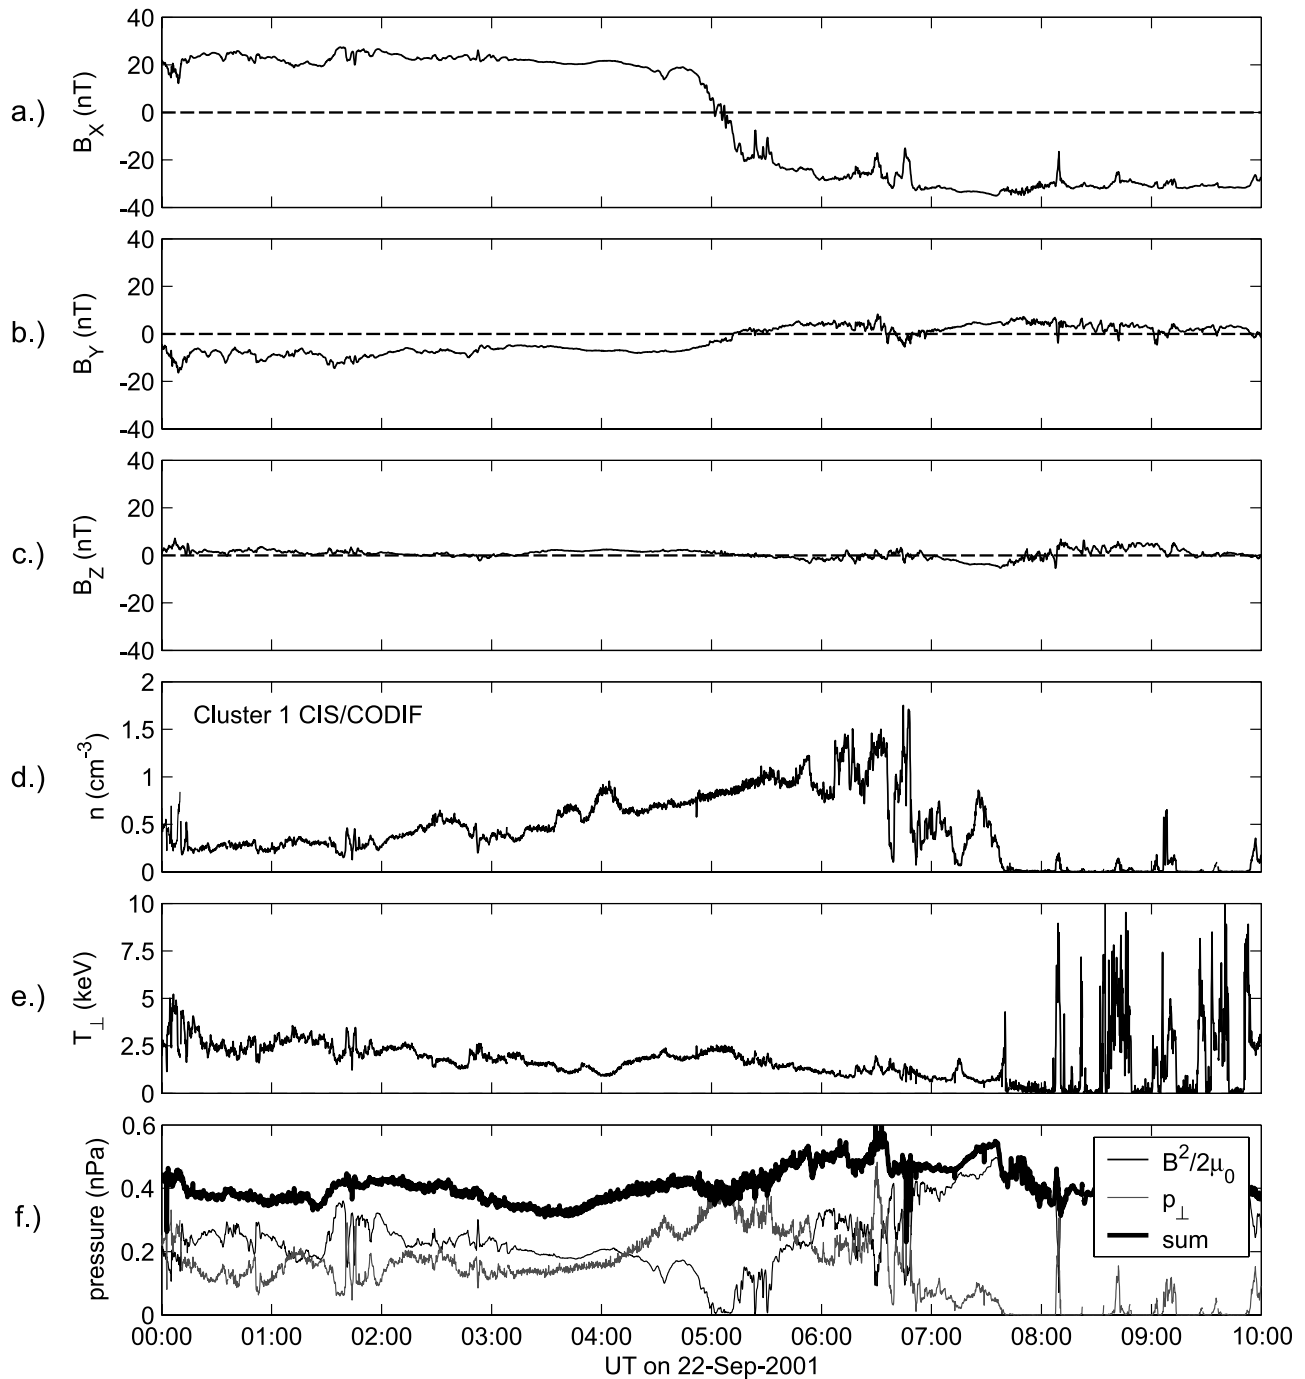 a.)
B_X (nT)
40
20
0
-20
-40
b.)
B_Y (nT)
40
20
0
-20
-40
c.)
B_Z (nT)
40
20
0
-20
-40
d.)
n (cm^-3)
2
1.5
1
0.5
0
Cluster 1 CIS/CODIF
e.)
T_⊥ (keV)
10
7.5
5
2.5
0
f.)
pressure (nPa)
0.6
0.4
0.2
0
B^2/2μ_0
p_⊥
sum
00:00 01:00 02:00 03:00 04:00 05:00 06:00 07:00 08:00 09:00 10:00
UT on 22-Sep-2001